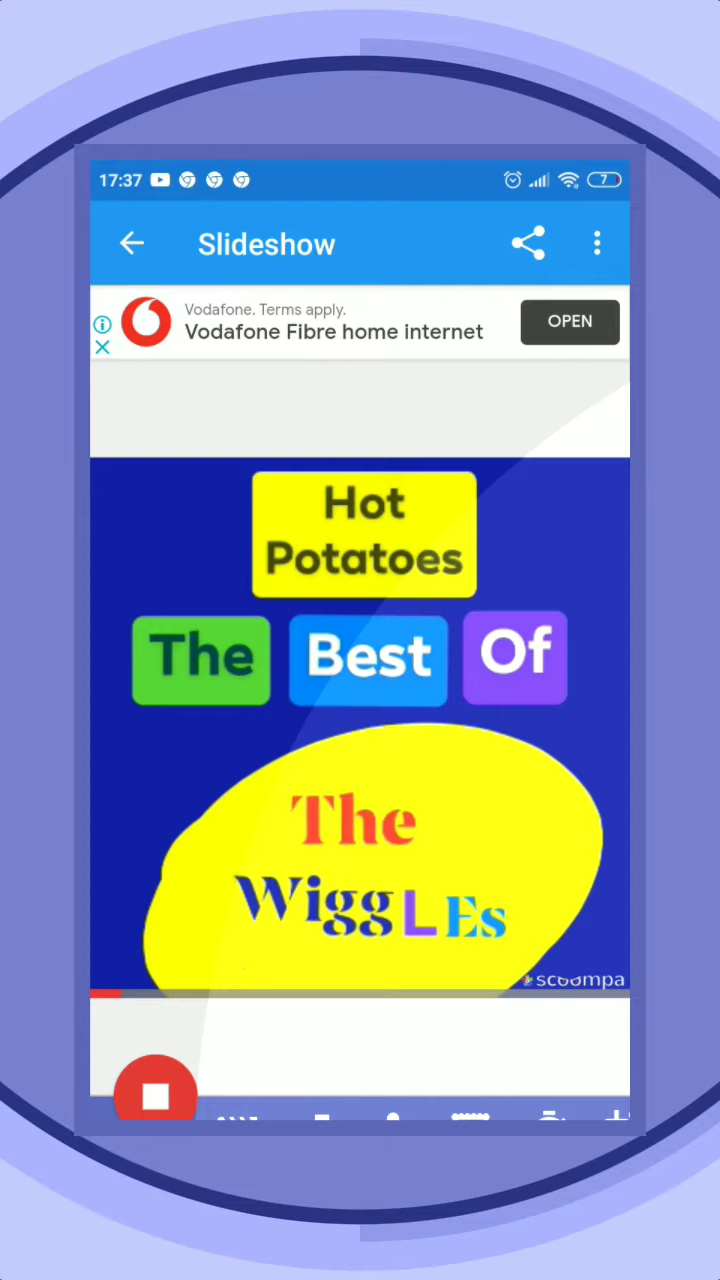 17:37
7
Slideshow
Vodafone. Terms apply.
Vodafone Fibre home internet
OPEN
Hot
Potatoes
The Best Of
The
WiggLEs
scoompa